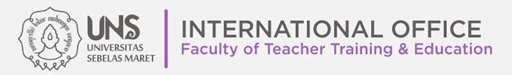 UNS
UNIVERSITAS
SEBELAS MARET
INTERNATIONAL OFFICE
Faculty of Teacher Training & Education